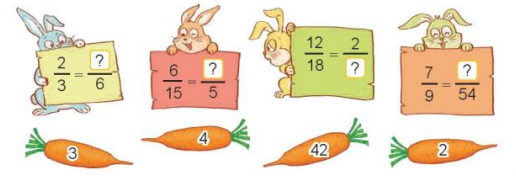 2/3 = ?/6
6/15 = ?/5
12/18 = 2/?
7/9 = ?/54
3
4
42
2